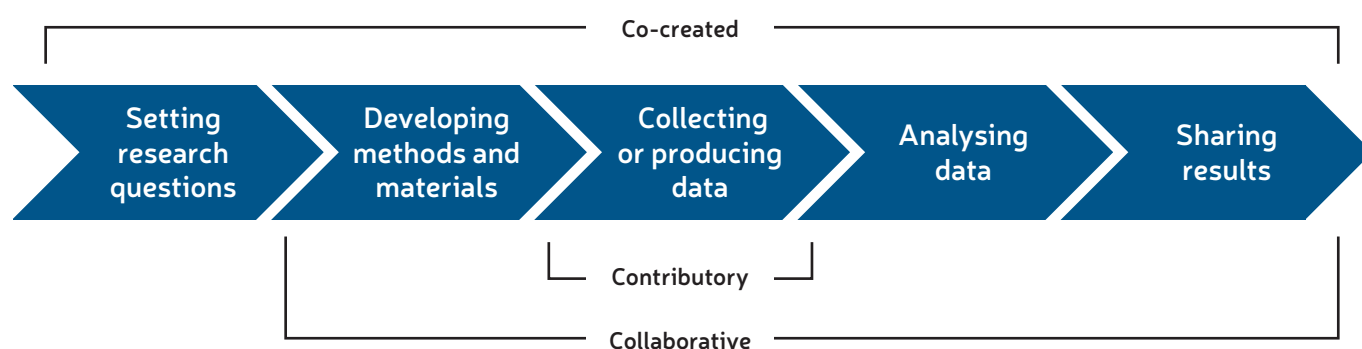 Co-created
Setting
research
questions
Developing
methods and
materials
Collecting
or producing
data
Analysing
data
Sharing
results
Contributory
Collaborative